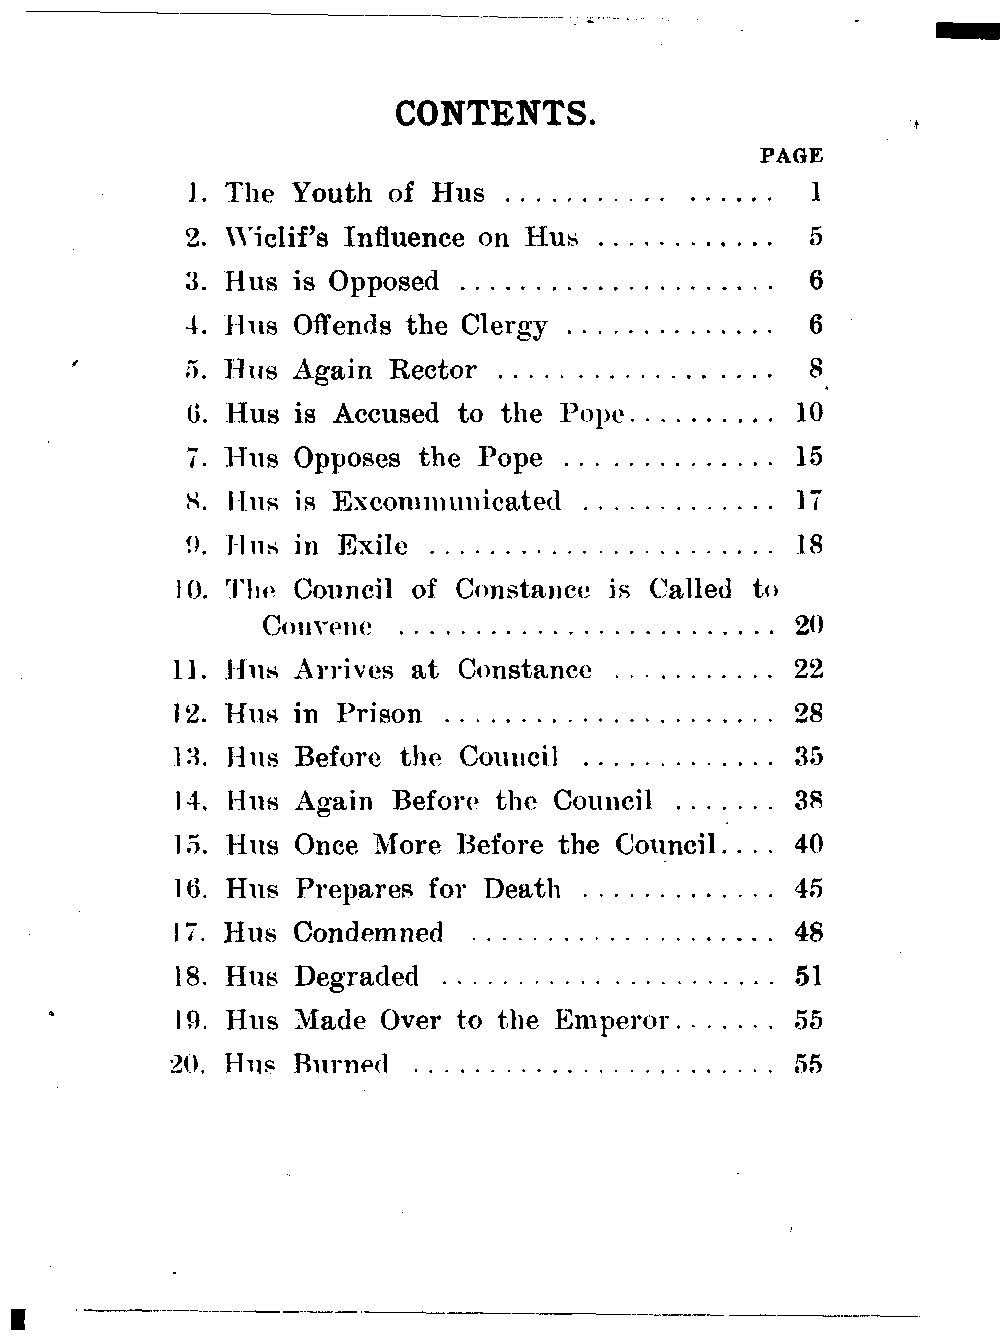 CONTENTS.
PAGE
1. The Youth of Hus ........... ...... 1
2. Wiclif's Influence on Hus ............ 5
3. Hus is Opposed ..................... 6
4. Hus Offends the Clergy .............. 6
5. Hus Again Rector .................. 8
6. Hus is Accused to the Pope.......... 10
7. Hus Opposes the Pope .............. 15
8. Hus is Excommunicated ............. 17
9. Hus in Exile ....................... 18
10. The Council of Constance is Called to
Convene ......................... 20
11. Hus Arrives at Constance ........... 22
12. Hus in Prison ...................... 28
13. Hus Before the Council ............. 35
14. Hus Again Before the Council ....... 38
15. Hus Once More Before the Council.... 40
16. Hus Prepares for Death ............. 45
17. Hus Condemned .................... 48
18. Hus Degraded ...................... 51
19. Hus Made Over to the Emperor....... 55
20. Hus Burned ........................ 55